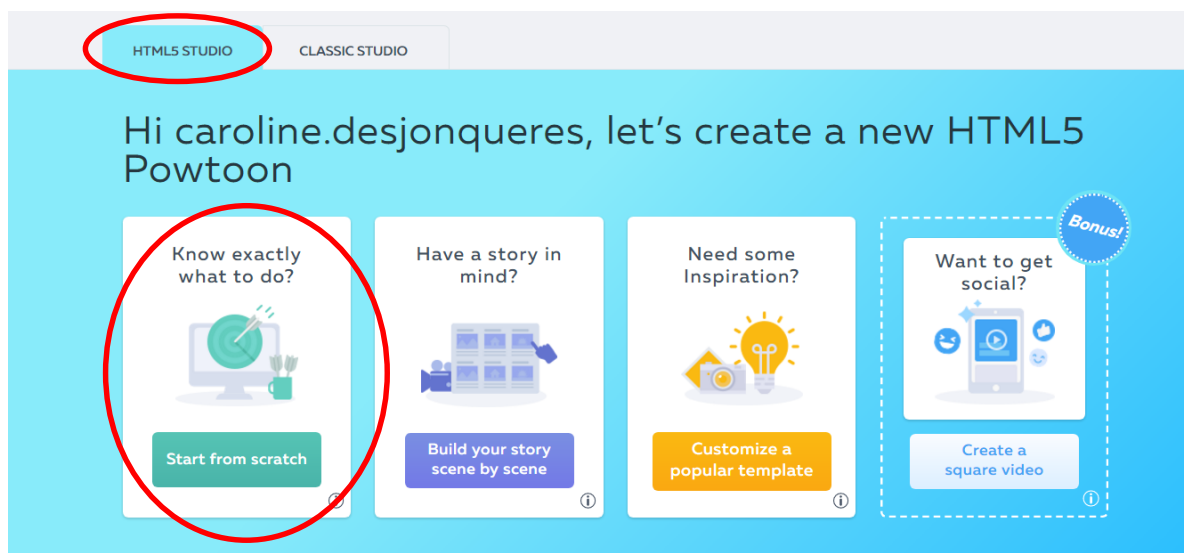 HTML5 STUDIO
CLASSIC STUDIO
Hi caroline.desjonqueres, let's create a new HTML5
Powtoon
Know exactly
what to do?
Start from scratch
Have a story in
mind?
Build your story
scene by scene
Need some
Inspiration?
Customize a
popular template
Bonus!
Want to get
social?
Create a
square video